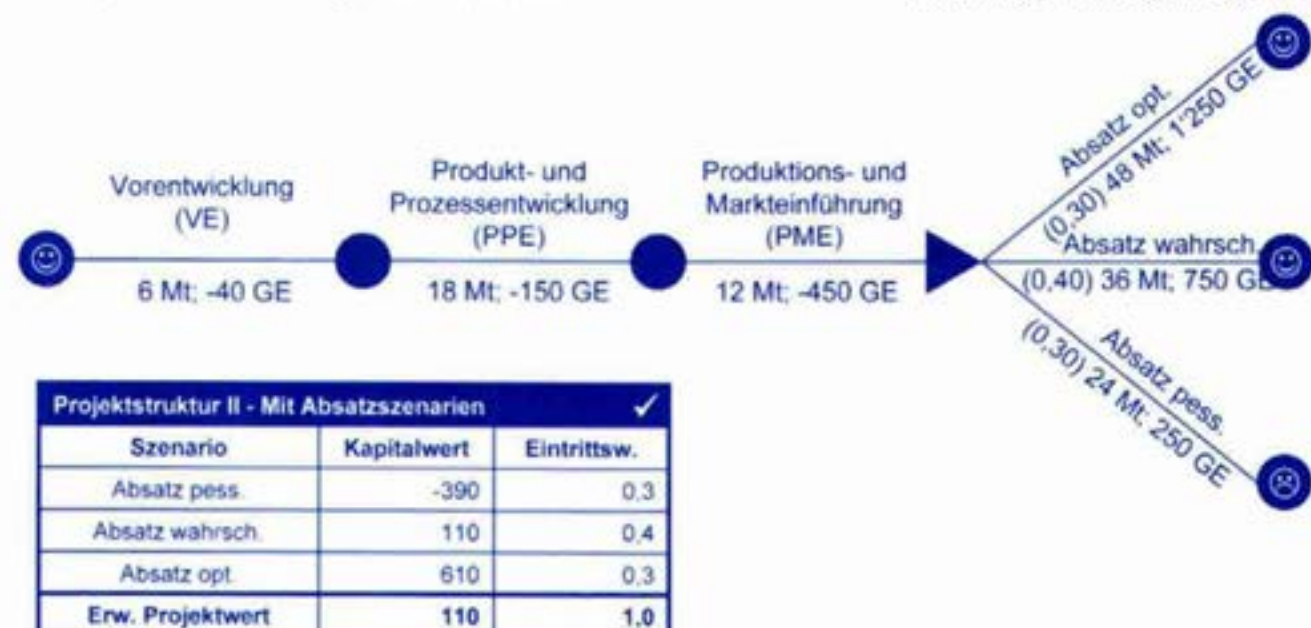 Vorentwicklung
(VE)
6 Mt; -40 GE
Produkt- und
Prozessentwicklung
(PPE)
18 Mt; -150 GE
Produktions- und
Markteinführung
(PME)
12 Mt; -450 GE
Absatz opt.
(0,30) 48 Mt; 1'250 GE
Absatz wahrsch.
(0,40) 36 Mt; 750 GE
Absatz pess.
(0,30) 24 Mt; 250 GE
Projektstruktur II - Mit Absatzszenarien ✓
Szenario Kapitalwert Eintrittsw.
Absatz pess. -390 0,3
Absatz wahrsch. 110 0,4
Absatz opt. 610 0,3
Erw. Projektwert 110 1,0